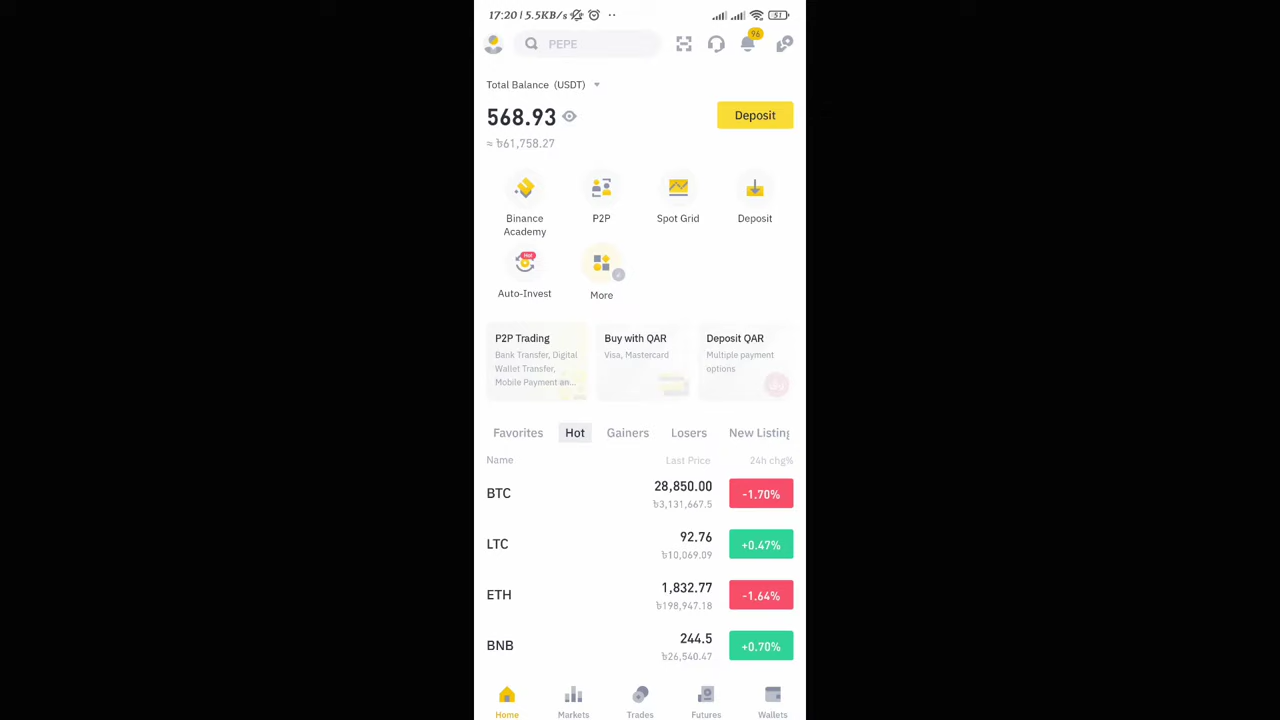 17:20 / 5.5KB/s
51
PEPE
96
Total Balance (USDT)
568.93
Deposit
≈ ৳61,758.27
Binance Academy
P2P
Spot Grid
Deposit
Hot
Auto-Invest
More
P2P Trading
Bank Transfer, Digital
Wallet Transfer,
Mobile Payment an...
Buy with QAR
Visa, Mastercard
Deposit QAR
Multiple payment
options
Favorites Hot Gainers Losers New Listing
Name Last Price 24h chg%
BTC 28,850.00 -1.70%
৳3,131,667.5
LTC 92.76 +0.47%
৳10,069.09
ETH 1,832.77 -1.64%
৳198,947.18
BNB 244.5 +0.70%
৳26,540.47
Home Markets Trades Futures Wallets